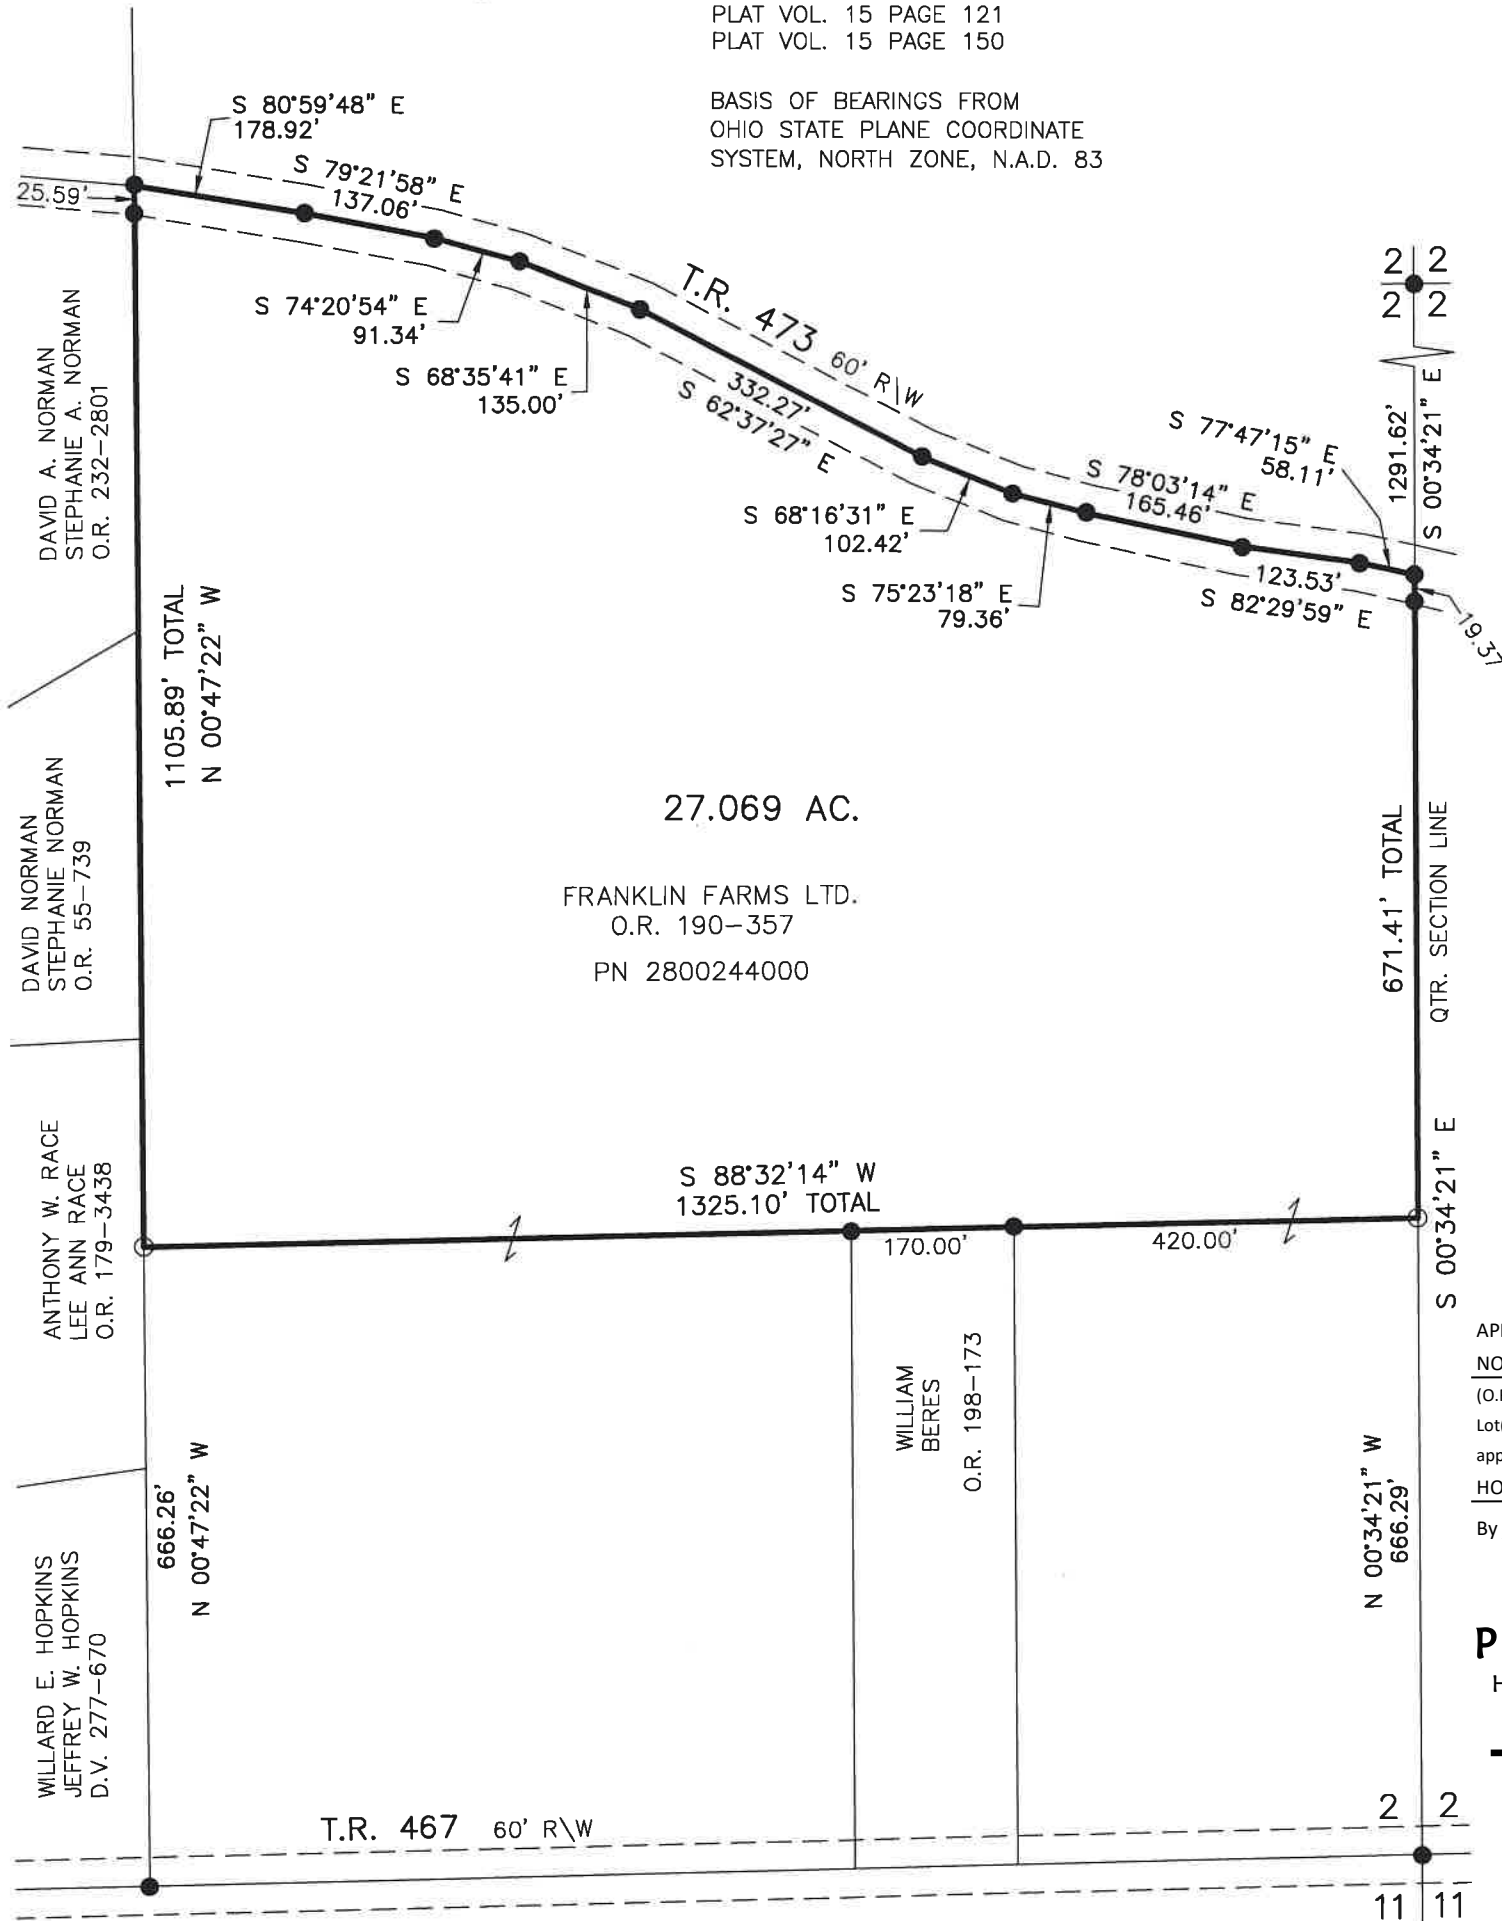 PLAT VOL. 15 PAGE 121
PLAT VOL. 15 PAGE 150
BASIS OF BEARINGS FROM
OHIO STATE PLANE COORDINATE
SYSTEM, NORTH ZONE, N.A.D. 83
S 80°59'48" E
178.92'
S 79°21'58" E
137.06'
25.59'
S 74°20'54" E
91.34'
S 68°35'41" E
135.00'
T.R. 473 60' R\W
332.27'
S 62°37'27" E
2 2
2 2
1291.62'
S 00°34'21" E
S 77°47'15" E
58.11'
S 78°03'14" E
165.46'
S 68°16'31" E
102.42'
S 75°23'18" E
79.36'
123.53'
S 82°29'59" E
19.37
DAVID A. NORMAN
STEPHANIE A. NORMAN
O.R. 232-2801
1105.89' TOTAL
N 00°47'22" W
DAVID NORMAN
STEPHANIE NORMAN
O.R. 55-739
27.069 AC.
FRANKLIN FARMS LTD.
O.R. 190-357
PN 2800244000
671.41' TOTAL
QTR. SECTION LINE
S 00°34'21" E
ANTHONY W. RACE
LEE ANN RACE
O.R. 179-3438
S 88°32'14" W
1325.10' TOTAL
170.00'
420.00'
WILLIAM
BERES
O.R. 198-173
666.26'
N 00°47'22" W
N 00°34'21" W
666.29'
WILLARD E. HOPKINS
JEFFREY W. HOPKINS
D.V. 277-670
T.R. 467 60' R\W
2 2
11 11
API
NO
(O.I
Lot
app
HO
By
P
H